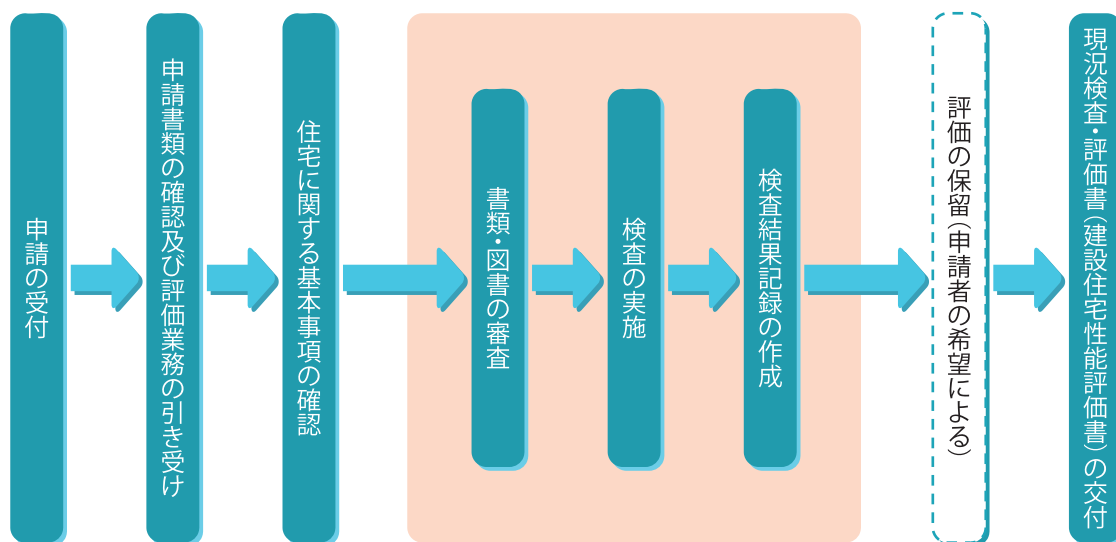 申請の受付
申請書類の確認及び評価業務の引き受け
住宅に関する基本事項の確認
書類・図書の審査
検査の実施
検査結果記録の作成
評価の保留（申請者の希望による）
現況検査・評価書（建設住宅性能評価書）の交付